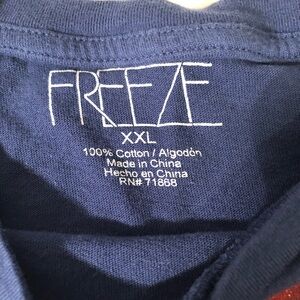 FREEZE
XXL
100% Cotton / Algodón
Made in China
Hecho en China
RN# 71868